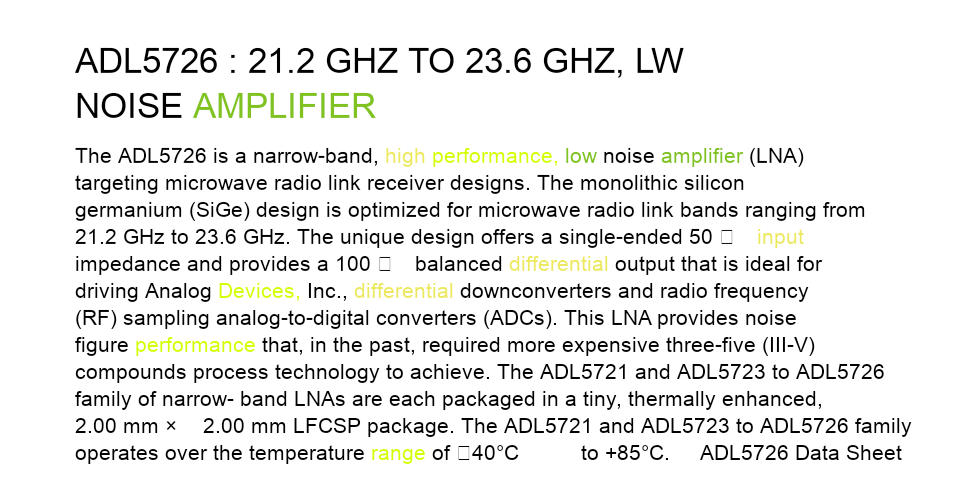 ADL5726 : 21.2 GHZ TO 23.6 GHZ, LW
NOISE AMPLIFIER
The ADL5726 is a narrow-band, high performance, low noise amplifier (LNA)
targeting microwave radio link receiver designs. The monolithic silicon
germanium (SiGe) design is optimized for microwave radio link bands ranging from
21.2 GHz to 23.6 GHz. The unique design offers a single-ended 50 □ input
impedance and provides a 100 □ balanced differential output that is ideal for
driving Analog Devices, Inc., differential downconverters and radio frequency
(RF) sampling analog-to-digital converters (ADCs). This LNA provides noise
figure performance that, in the past, required more expensive three-five (III-V)
compounds process technology to achieve. The ADL5721 and ADL5723 to ADL5726
family of narrow- band LNAs are each packaged in a tiny, thermally enhanced,
2.00 mm × 2.00 mm LFCSP package. The ADL5721 and ADL5723 to ADL5726 family
operates over the temperature range of □40°C to +85°C. ADL5726 Data Sheet